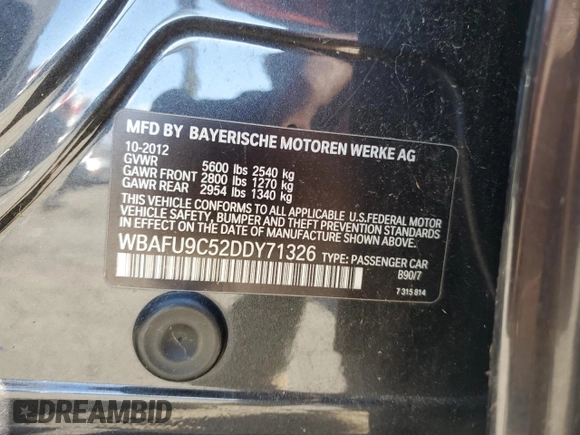 MFD BY BAYERISCHE MOTOREN WERKE AG
10-2012
GVWR 5600 lbs 2540 kg
GAWR FRONT 2800 lbs 1270 kg
GAWR REAR 2954 lbs 1340 kg
THIS VEHICLE CONFORMS TO ALL APPLICABLE U.S.FEDERAL MOTOR
VEHICLE SAFETY, BUMPER AND THEFT PREVENTION STANDARDS
IN EFFECT ON THE DATE OF MANUFACTURE SHOWN ABOVE.
WBAFU9C52DDY71326 TYPE: PASSENGER CAR
B90/7
7 315 814
DREAMBID